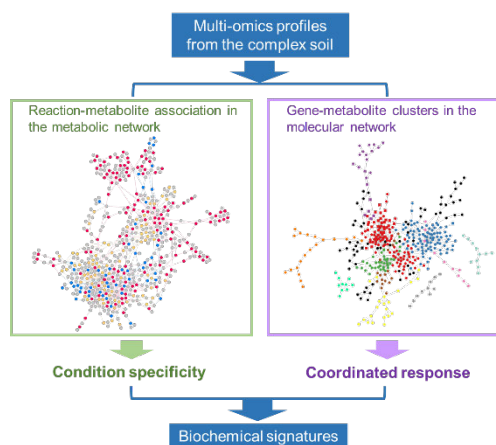 Multi-omics profiles
from the complex soil
Reaction-metabolite association in
the metabolic network
Gene-metabolite clusters in the
molecular network
Condition specificity
Coordinated response
Biochemical signatures